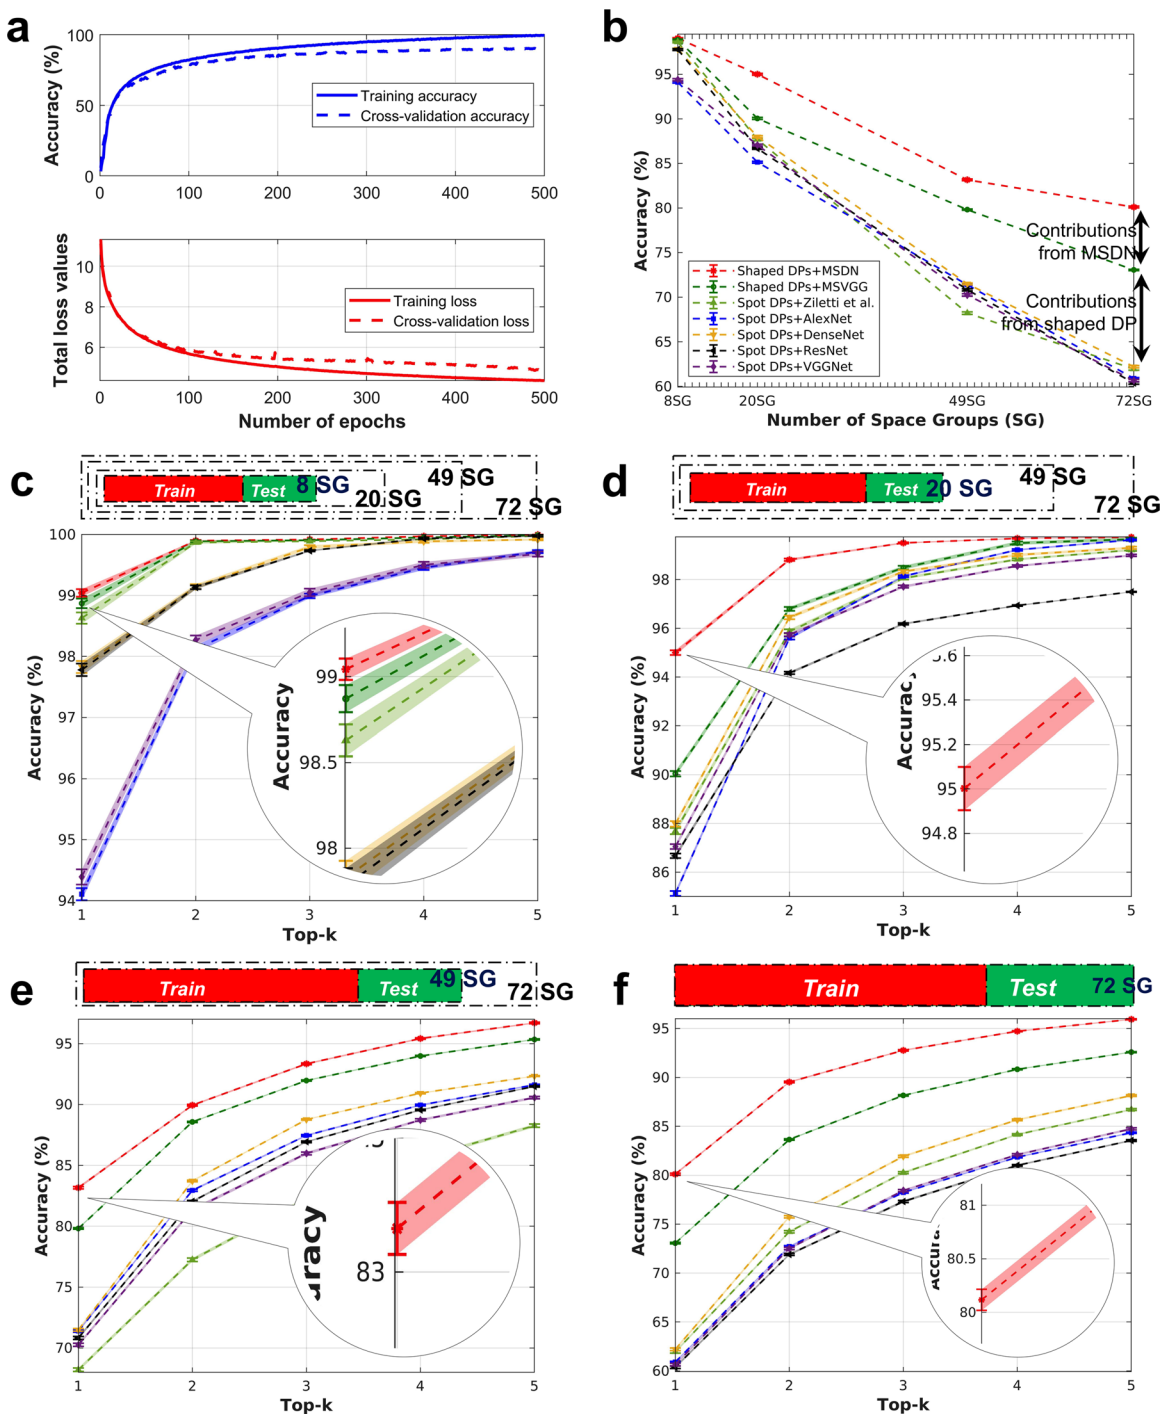 a
100
50
0
Accuracy (%)
Training accuracy
Cross-validation accuracy
0
100
200
300
400
500
10
8
6
Total loss values
Training loss
Cross-validation loss
0
100
200
300
400
500
Number of epochs
b
95
90
85
80
75
70
65
60
Accuracy (%)
Contributions
from MSDN
Contributions
from shaped DP
Shaped DPs+MSDN
Shaped DPs+MSVGG
Spot DPs+Ziletti et al.
Spot DPs+AlexNet
Spot DPs+DenseNet
Spot DPs+ResNet
Spot DPs+VGGNet
8SG
20SG
49SG
72SG
Number of Space Groups (SG)
c
Train
Test
8 SG
20 SG
49 SG
72 SG
100
99
98
97
96
95
94
Accuracy (%)
Accuracy
99
98.5
98
1
2
3
4
5
Top-k
d
Train
Test
20 SG
49 SG
72 SG
98
96
94
92
90
88
86
Accuracy (%)
95.4
95.2
95
94.8
1
2
3
4
5
Top-k
e
Train
Test
49 SG
72 SG
95
90
85
80
75
70
Accuracy (%)
uracy
83
1
2
3
4
5
Top-k
f
Train
Test
72 SG
95
90
85
80
75
70
65
60
Accuracy (%)
81
80.5
80
1
2
3
4
5
Top-k